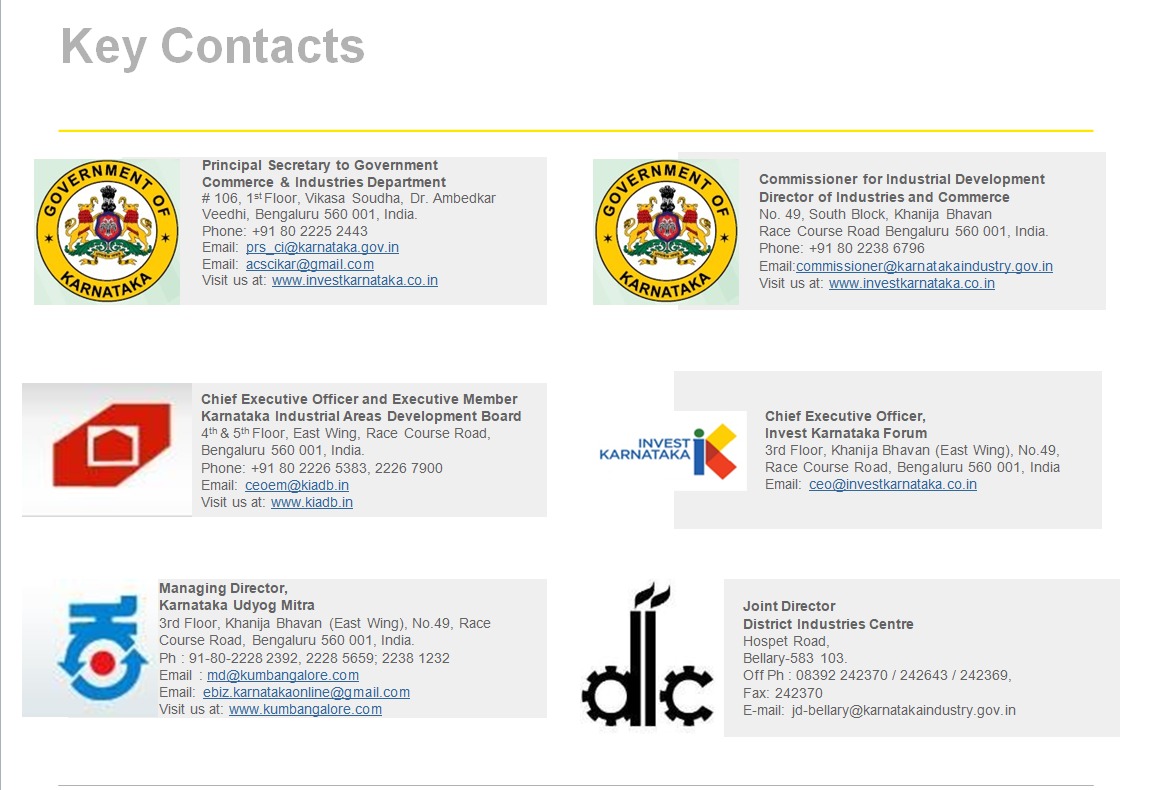 Key Contacts
GOVERNMENT OF
KARNATAKA
Principal Secretary to Government
Commerce & Industries Department
# 106, 1st Floor, Vikasa Soudha, Dr. Ambedkar
Veedhi, Bengaluru 560 001, India.
Phone: +91 80 2225 2443
Email: prs_ci@karnataka.gov.in
Email: acscikar@gmail.com
Visit us at: www.investkarnataka.co.in
GOVERNMENT OF
KARNATAKA
Commissioner for Industrial Development
Director of Industries and Commerce
No. 49, South Block, Khanija Bhavan
Race Course Road Bengaluru 560 001, India.
Phone: +91 80 2238 6796
Email:commissioner@karnatakaindustry.gov.in
Visit us at: www.investkarnataka.co.in
Chief Executive Officer and Executive Member
Karnataka Industrial Areas Development Board
4th & 5th Floor, East Wing, Race Course Road,
Bengaluru 560 001, India.
Phone: +91 80 2226 5383, 2226 7900
Email: ceoem@kiadb.in
Visit us at: www.kiadb.in
INVEST
KARNATAKA
Chief Executive Officer,
Invest Karnataka Forum
3rd Floor, Khanija Bhavan (East Wing), No.49,
Race Course Road, Bengaluru 560 001, India
Email: ceo@investkarnataka.co.in
Managing Director,
Karnataka Udyog Mitra
3rd Floor, Khanija Bhavan (East Wing), No.49, Race
Course Road, Bengaluru 560 001, India.
Ph : 91-80-2228 2392, 2228 5659; 2238 1232
Email : md@kumbangalore.com
Email: ebiz.karnatakaonline@gmail.com
Visit us at: www.kumbangalore.com
dic
Joint Director
District Industries Centre
Hospet Road,
Bellary-583 103.
Off Ph : 08392 242370 / 242643 / 242369,
Fax: 242370
E-mail: jd-bellary@karnatakaindustry.gov.in